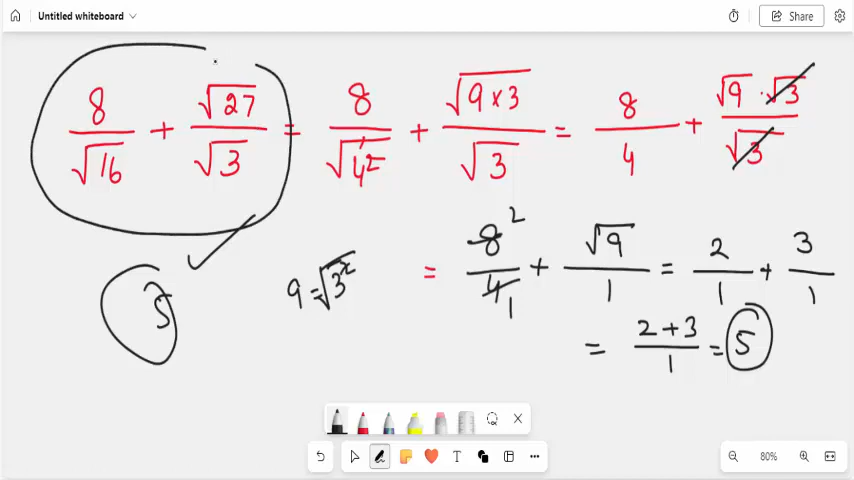 Untitled whiteboard
Share
8/√16 + √27/√3 = 8/√4² + √(9×3)/√3 = 8/4 + √9 · √3/√3
= 8²/4₁ + √9/1 = 2/1 + 3/1
9 = √3²
= 2+3/1 = 5
5
T
80%